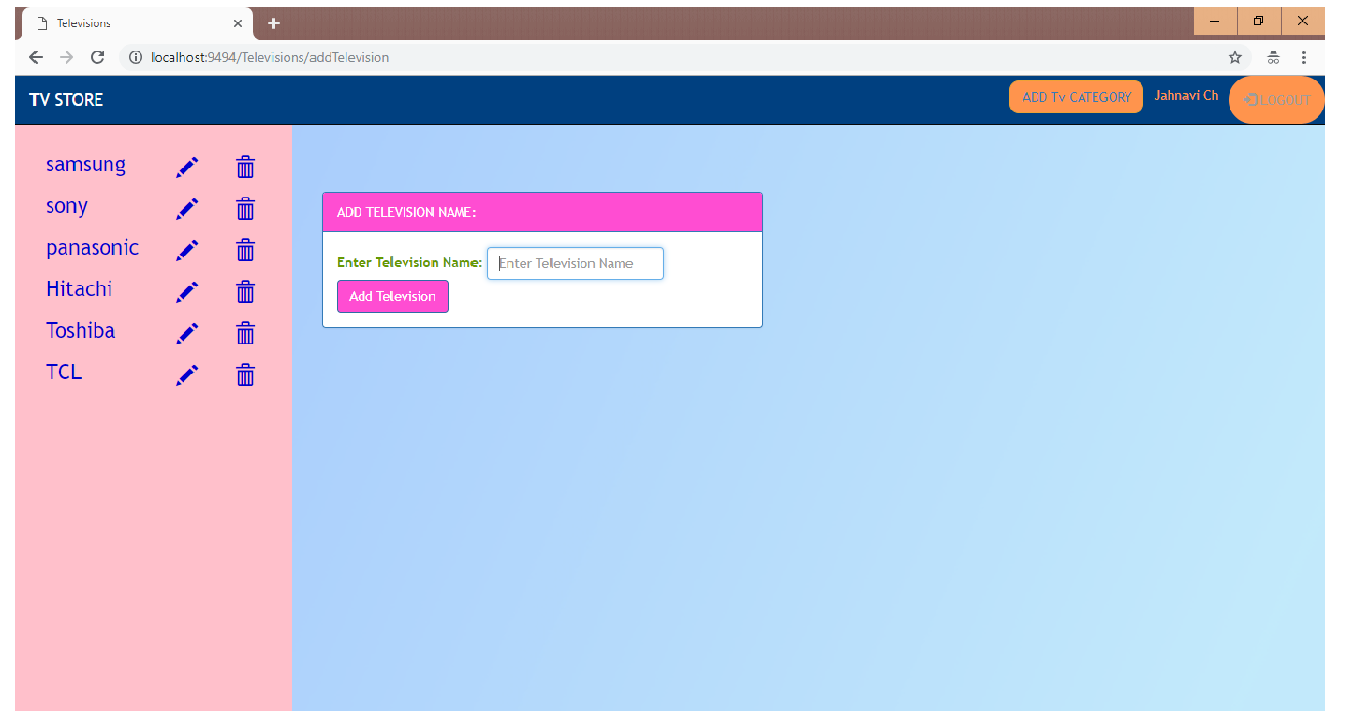 Televisions
localhost:9494/Televisions/addTelevision
TV STORE
ADD TV CATEGORY
Jahnavi Ch
LOGOUT
samsung
sony
panasonic
Hitachi
Toshiba
TCL
ADD TELEVISION NAME:
Enter Television Name: Enter Television Name
Add Television